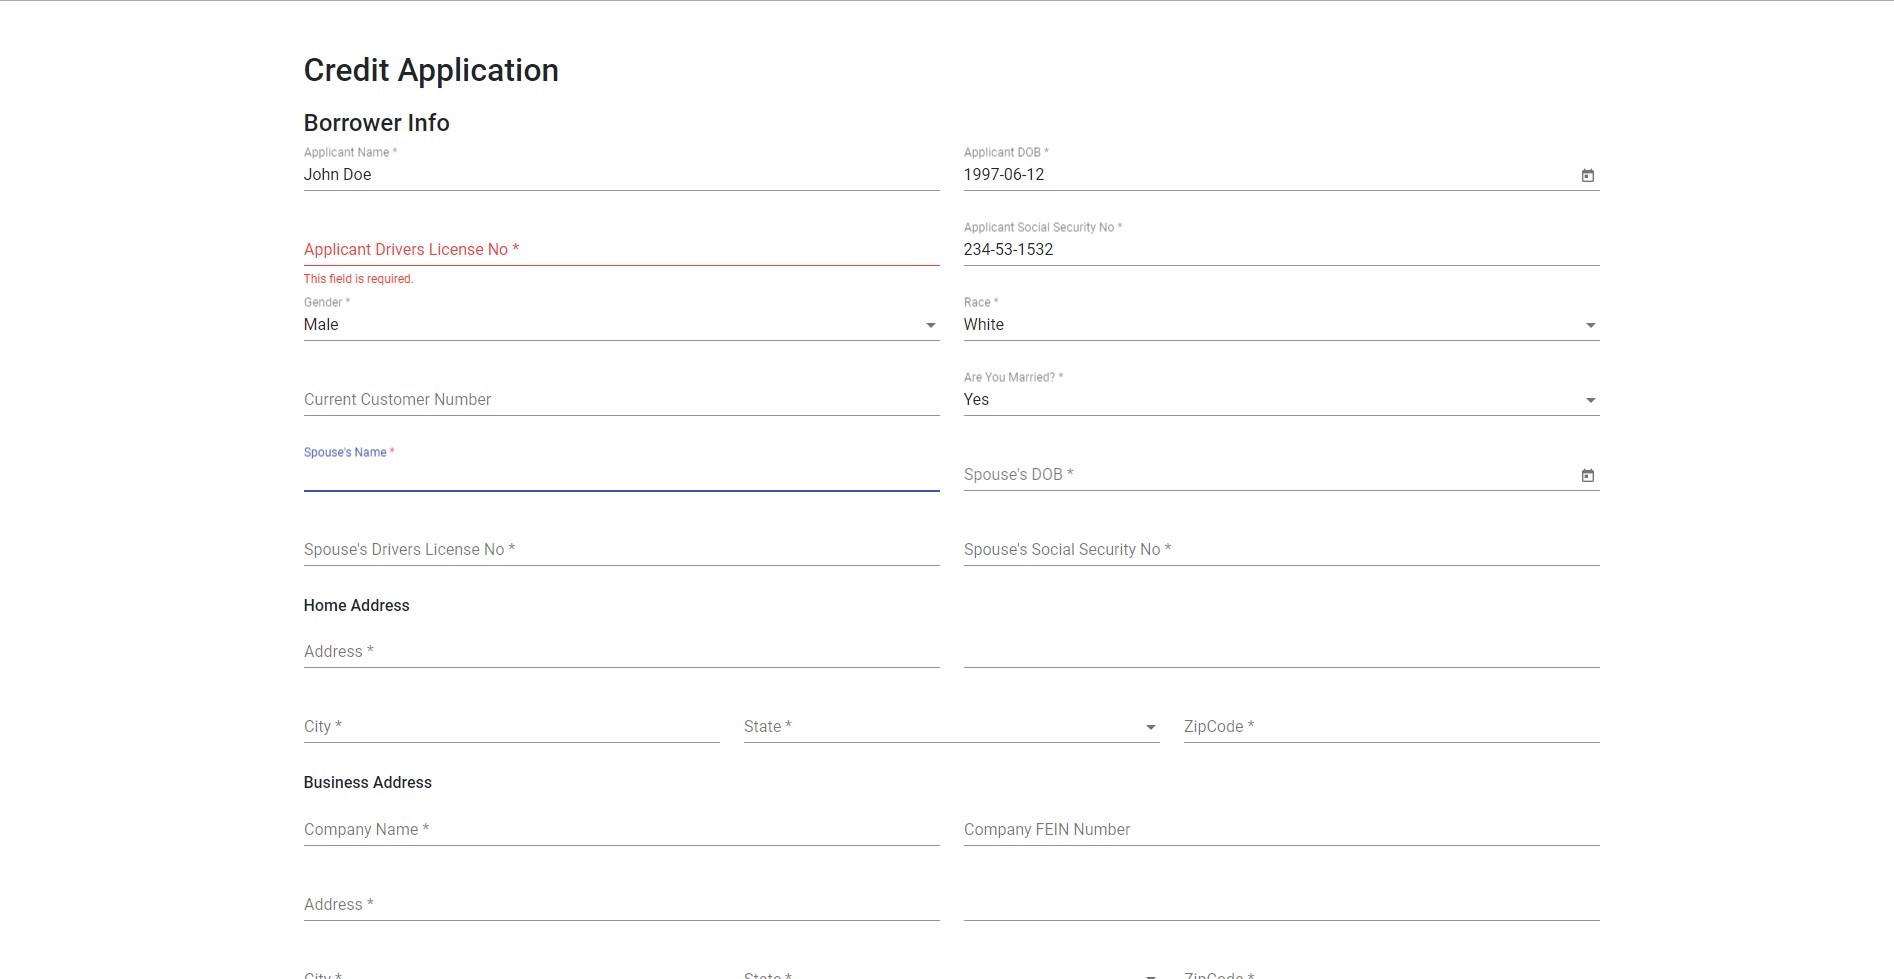 Credit Application
Borrower Info
Applicant Name *
John Doe
Applicant DOB *
1997-06-12
Applicant Drivers License No *
This field is required.
Applicant Social Security No *
234-53-1532
Gender *
Male
Race *
White
Current Customer Number
Are You Married? *
Yes
Spouse's Name *
Spouse's DOB *
Spouse's Drivers License No *
Spouse's Social Security No *
Home Address
Address *
City *
State *
ZipCode *
Business Address
Company Name *
Company FEIN Number
Address *
City *
State *
ZipCode *